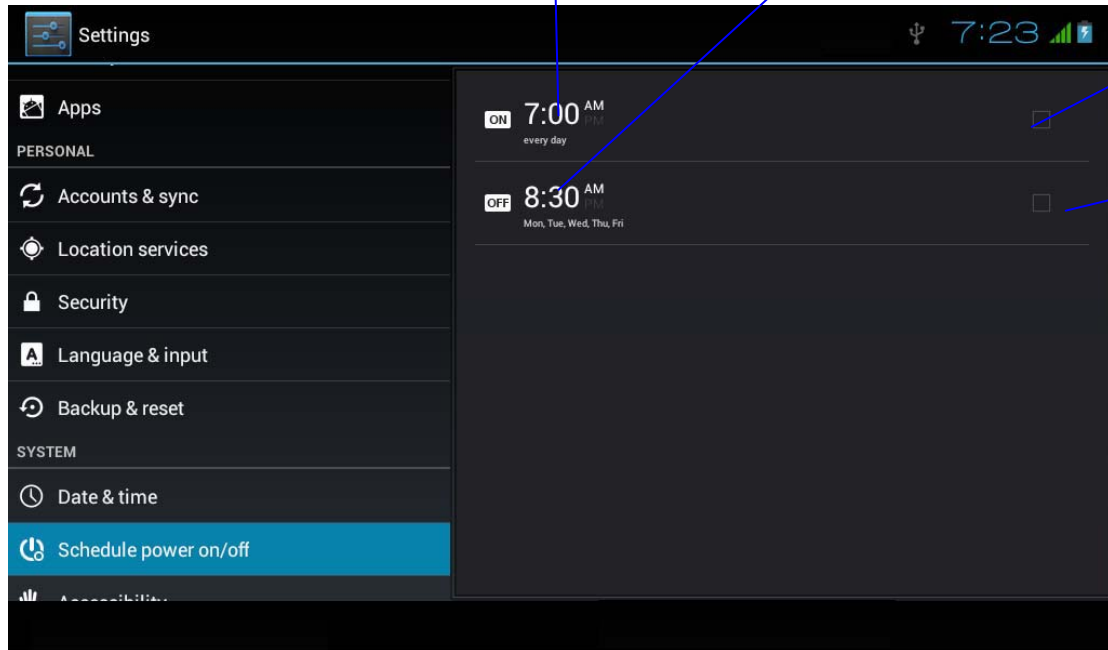 Settings
7:23
Apps
PERSONAL
Accounts & sync
Location services
Security
Language & input
Backup & reset
SYSTEM
Date & time
Schedule power on/off
Accessibility
ON 7:00 AM PM
every day
OFF 8:30 AM PM
Mon, Tue, Wed, Thu, Fri